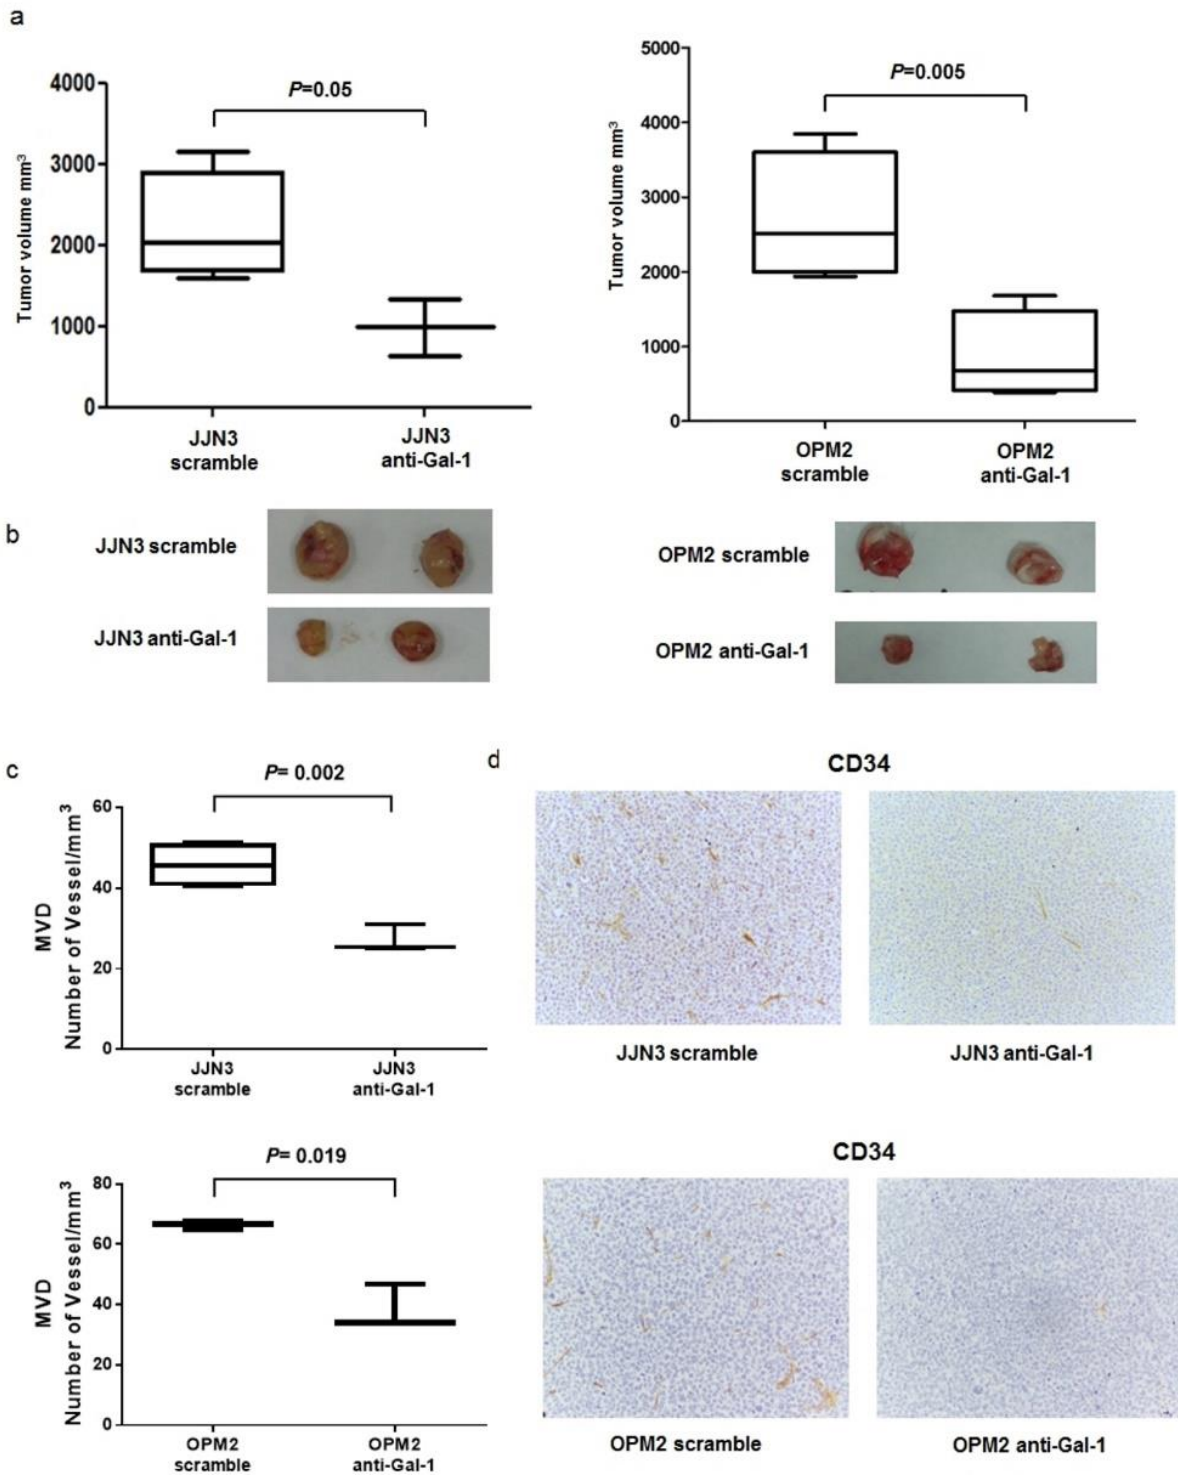 a
P=0.05
Tumor volume mm³
4000
3000
2000
1000
0
JJN3
scramble
JJN3
anti-Gal-1
P=0.005
Tumor volume mm³
5000
4000
3000
2000
1000
0
OPM2
scramble
OPM2
anti-Gal-1
b
JJN3 scramble
JJN3 anti-Gal-1
OPM2 scramble
OPM2 anti-Gal-1
c
P= 0.002
MVD
Number of Vessel/mm³
60
40
20
0
JJN3
scramble
JJN3
anti-Gal-1
P= 0.019
MVD
Number of Vessel/mm³
80
60
40
20
0
OPM2
scramble
OPM2
anti-Gal-1
d
CD34
JJN3 scramble
JJN3 anti-Gal-1
CD34
OPM2 scramble
OPM2 anti-Gal-1